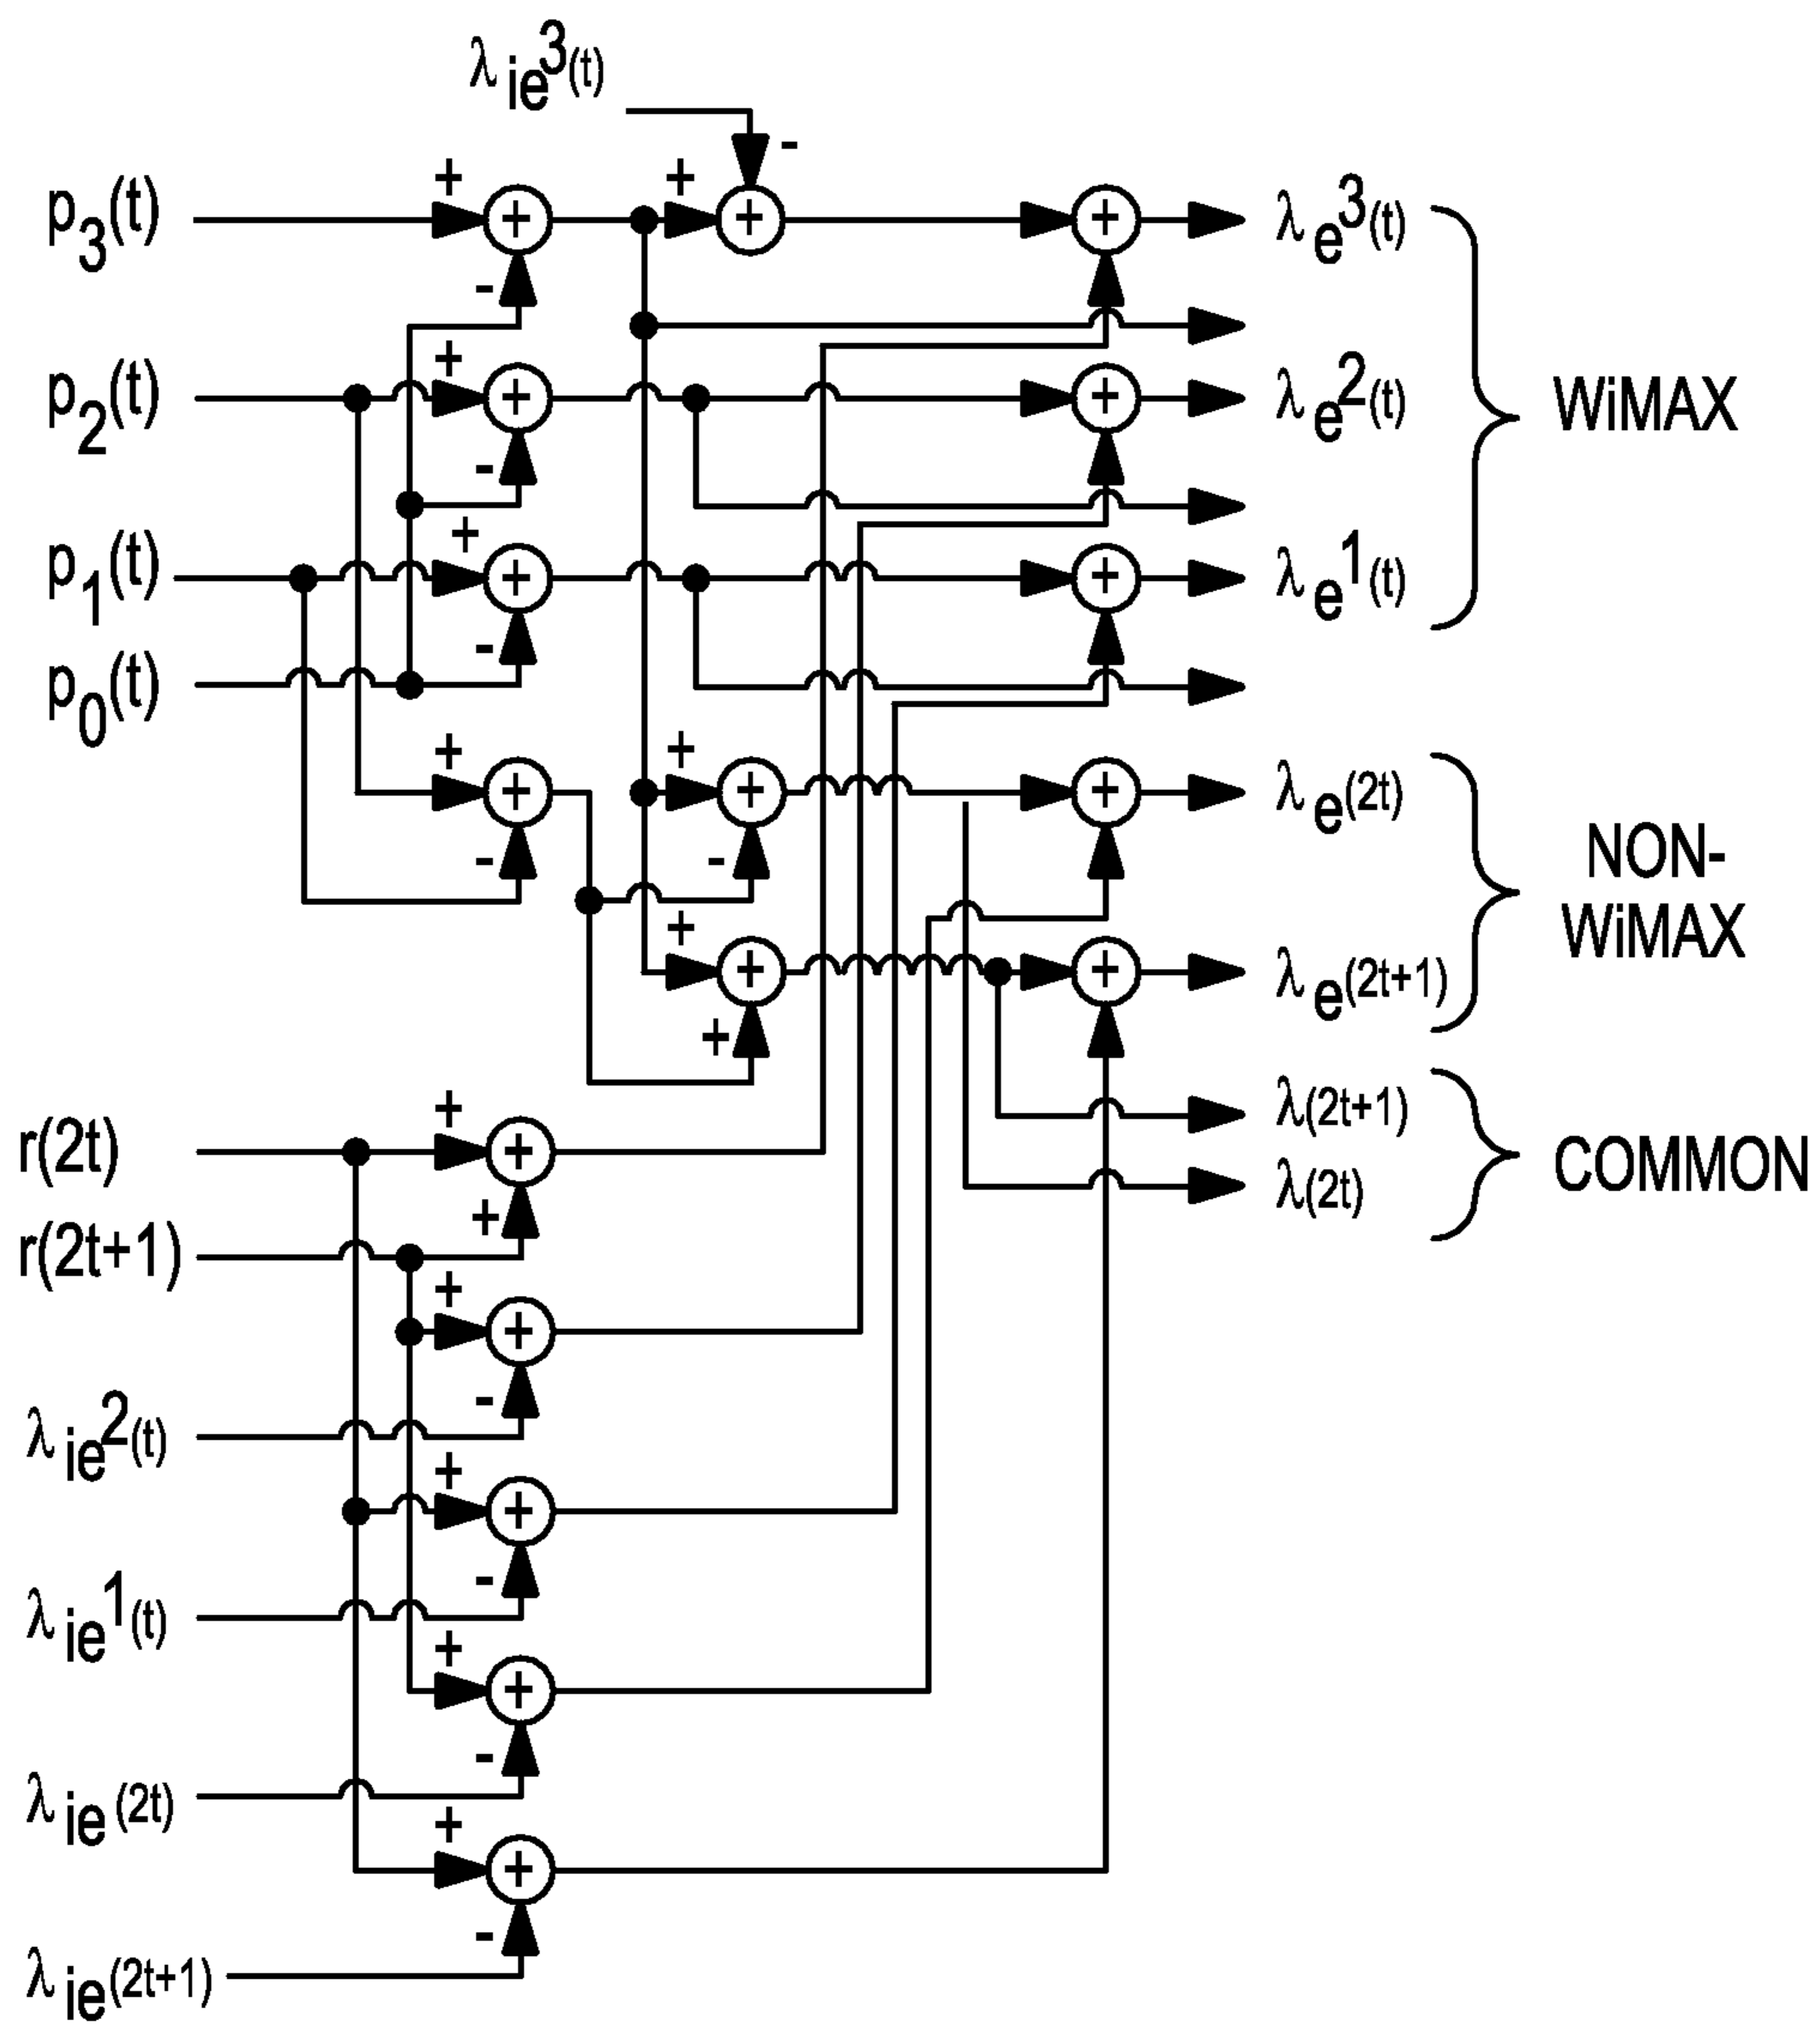 λie3(t)
p3(t)
λe3(t)
p2(t)
λe2(t)
WiMAX
p1(t)
λe1(t)
p0(t)
λe(2t)
NON-
WiMAX
λe(2t+1)
λ(2t+1)
r(2t)
COMMON
λ(2t)
r(2t+1)
λie2(t)
λie1(t)
λie(2t)
λie(2t+1)